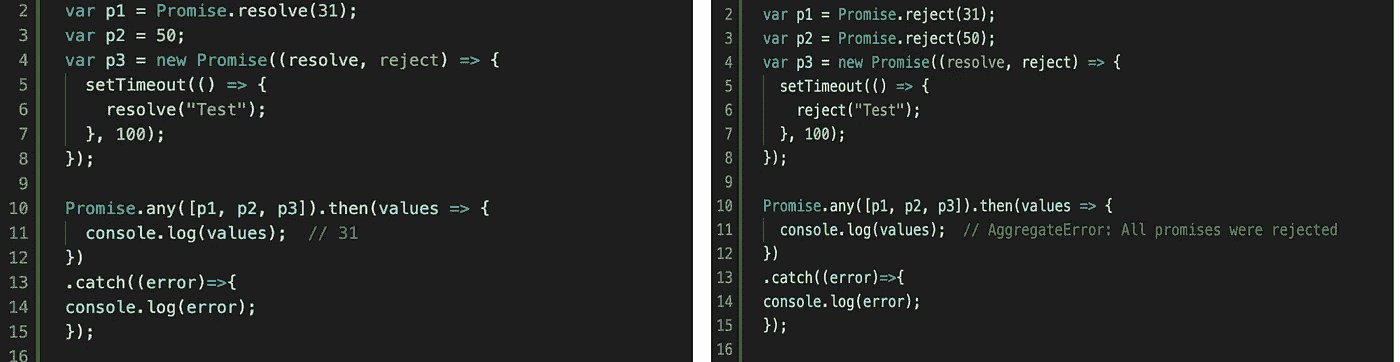 2 var p1 = Promise.resolve(31);
3 var p2 = 50;
4 var p3 = new Promise((resolve, reject) => {
5 setTimeout(() => {
6 resolve("Test");
7 }, 100);
8 });
9
10 Promise.any([p1, p2, p3]).then(values => {
11 console.log(values); // 31
12 })
13 .catch((error)=>{
14 console.log(error);
15 });
16
2 var p1 = Promise.reject(31);
3 var p2 = Promise.reject(50);
4 var p3 = new Promise((resolve, reject) => {
5 setTimeout(() => {
6 reject("Test");
7 }, 100);
8 });
9
10 Promise.any([p1, p2, p3]).then(values => {
11 console.log(values); // AggregateError: All promises were rejected
12 })
13 .catch((error)=>{
14 console.log(error);
15 });
16